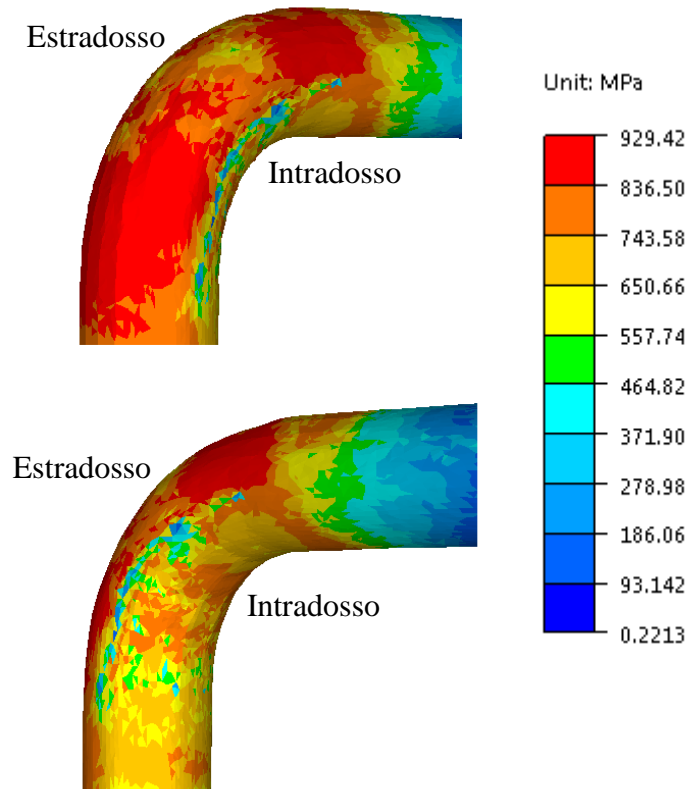 Estradosso
Intradosso
Unit: MPa
929.42
836.50
743.58
650.66
557.74
464.82
371.90
278.98
186.06
93.142
0.2213
Estradosso
Intradosso